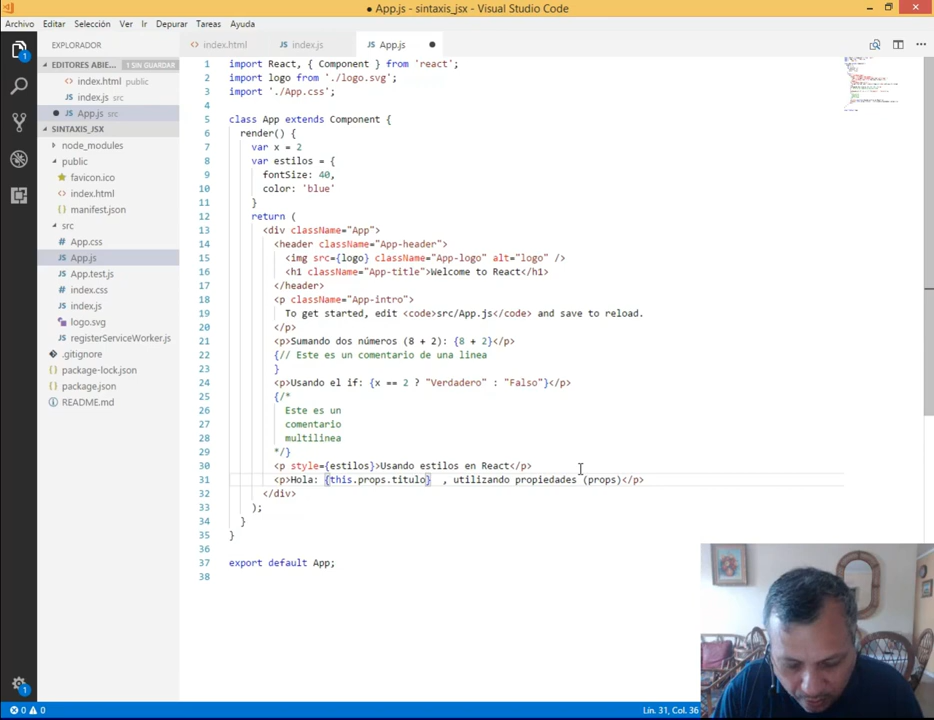 App.js - sintaxis_jsx - Visual Studio Code
Archivo Editar Selección Ver Ir Depurar Tareas Ayuda
EXPLORADOR
index.html
index.js
App.js
EDITORES ABIE... 1 SIN GUARDAR
index.html public
index.js src
App.js src
SINTAXIS_JSX
node_modules
public
favicon.ico
index.html
manifest.json
src
App.css
App.js
App.test.js
index.css
index.js
logo.svg
registerServiceWorker.js
.gitignore
package-lock.json
package.json
README.md
1 import React, { Component } from 'react';
2 import logo from './logo.svg';
3 import './App.css';
4
5 class App extends Component {
6 render() {
7 var x = 2
8 var estilos = {
9 fontSize: 40,
10 color: 'blue'
11 }
12 return (
13 <div className="App">
14 <header className="App-header">
15 <img src={logo} className="App-logo" alt="logo" />
16 <h1 className="App-title">Welcome to React</h1>
17 </header>
18 <p className="App-intro">
19 To get started, edit <code>src/App.js</code> and save to reload.
20 </p>
21 <p>Sumando dos números (8 + 2): {8 + 2}</p>
22 {// Este es un comentario de una linea
23 }
24 <p>Usando el if: {x == 2 ? "Verdadero" : "Falso"}</p>
25 {/*
26 Este es un
27 comentario
28 multilinea
29 */}
30 <p style={estilos}>Usando estilos en React</p>
31 <p>Hola: {this.props.titulo}  , utilizando propiedades (props)</p>
32 </div>
33 );
34 }
35 }
36
37 export default App;
38
0 0
Lín. 31, Col. 36